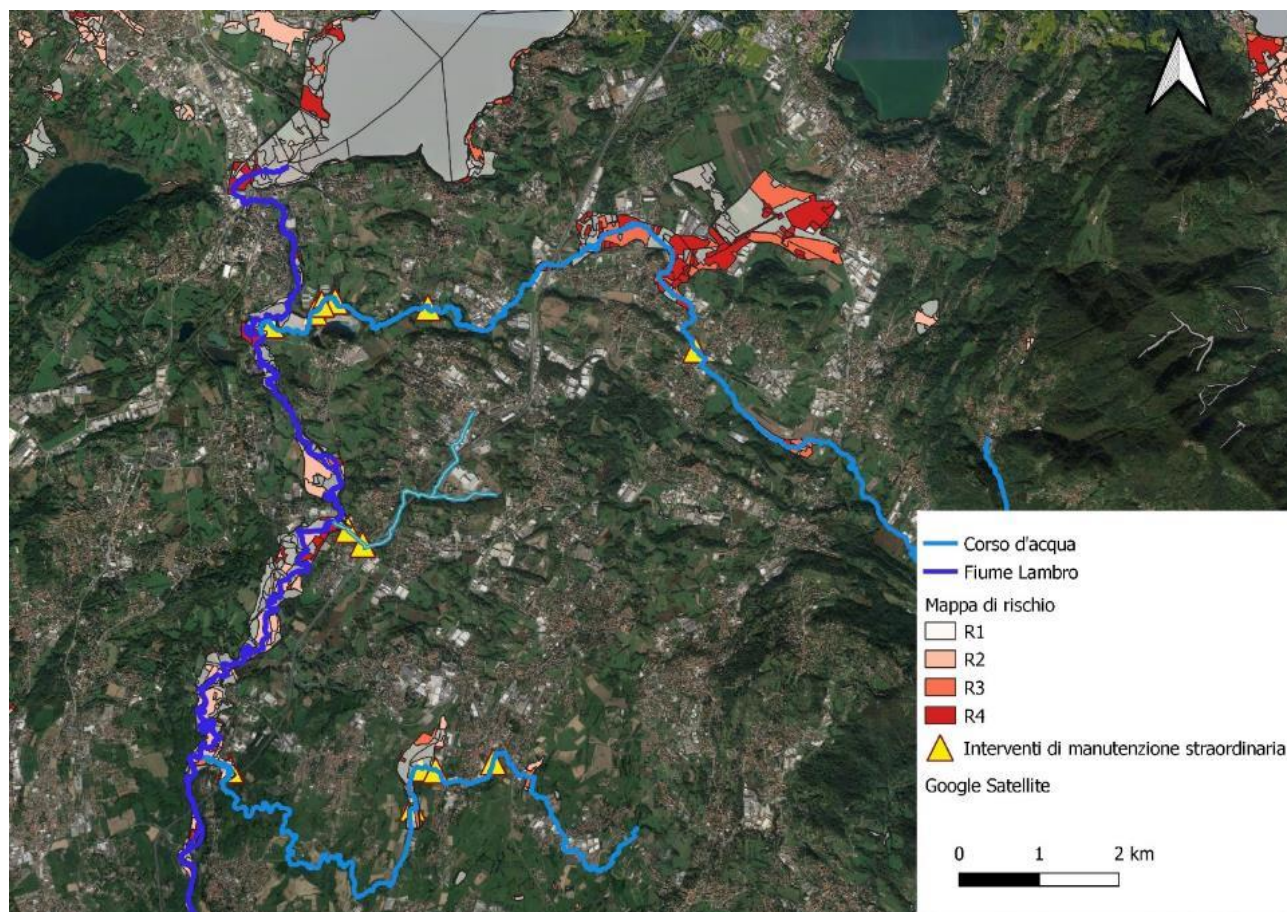 Corso d'acqua
Fiume Lambro
Mappa di rischio
R1
R2
R3
R4
Interventi di manutenzione straordinaria
Google Satellite
0 1 2 km